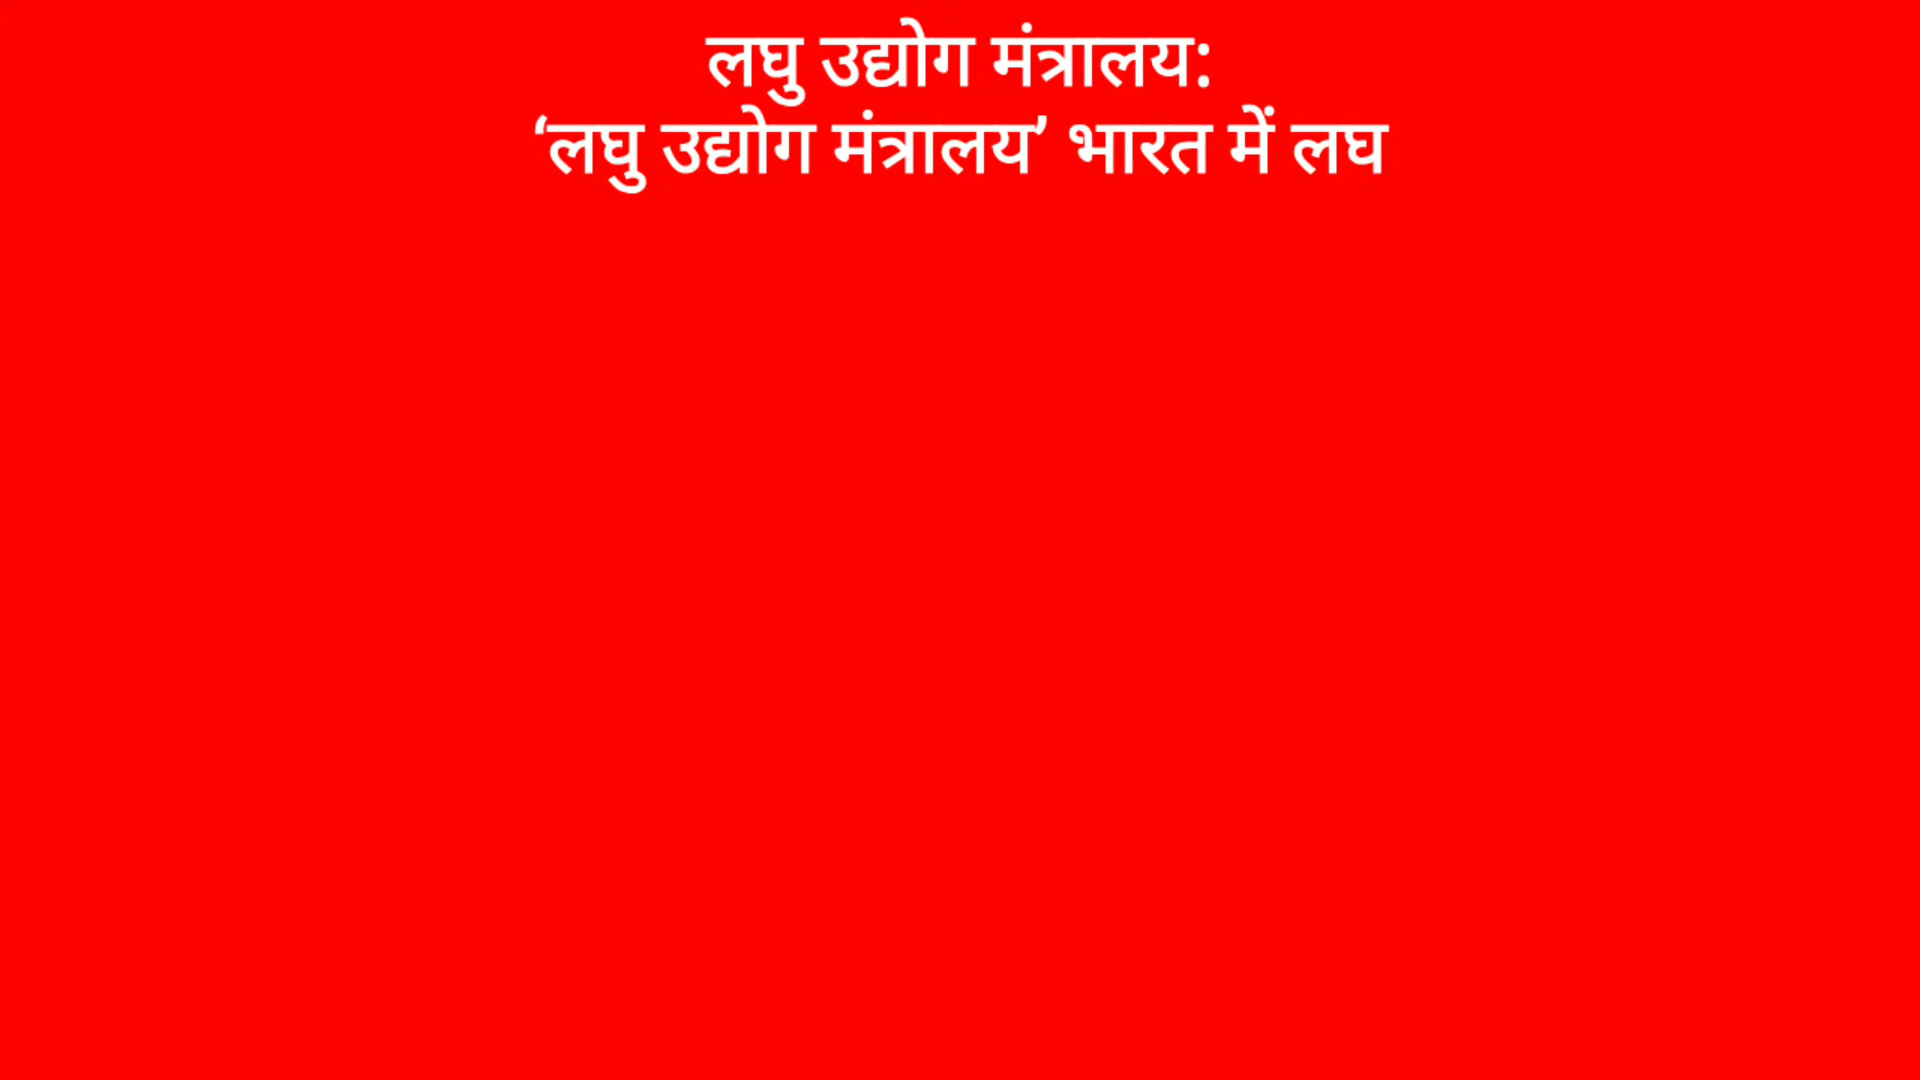 लघु उद्योग मंत्रालय:
‘लघु उद्योग मंत्रालय’ भारत में लघ